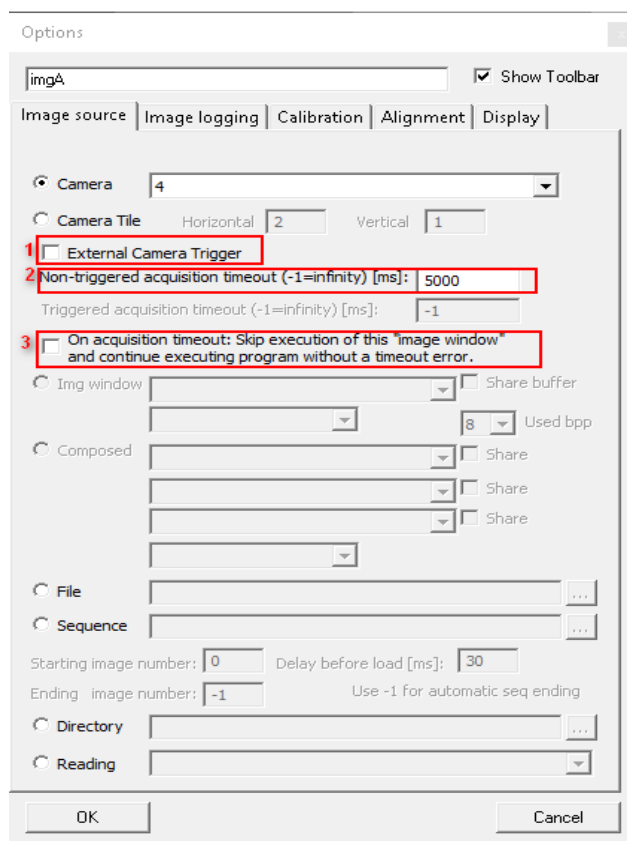 Options
imgA Show Toolbar
Image source Image logging Calibration Alignment Display
Camera 4
Camera Tile Horizontal 2 Vertical 1
1 External Camera Trigger
2 Non-triggered acquisition timeout (-1=infinity) [ms]: 5000
Triggered acquisition timeout (-1=infinity) [ms]: -1
3 On acquisition timeout: Skip execution of this "image window"
and continue executing program without a timeout error.
Img window Share buffer
8 Used bpp
Composed Share
Share
Share
File ...
Sequence ...
Starting image number: 0 Delay before load [ms]: 30
Ending image number: -1 Use -1 for automatic seq ending
Directory ...
Reading
OK Cancel